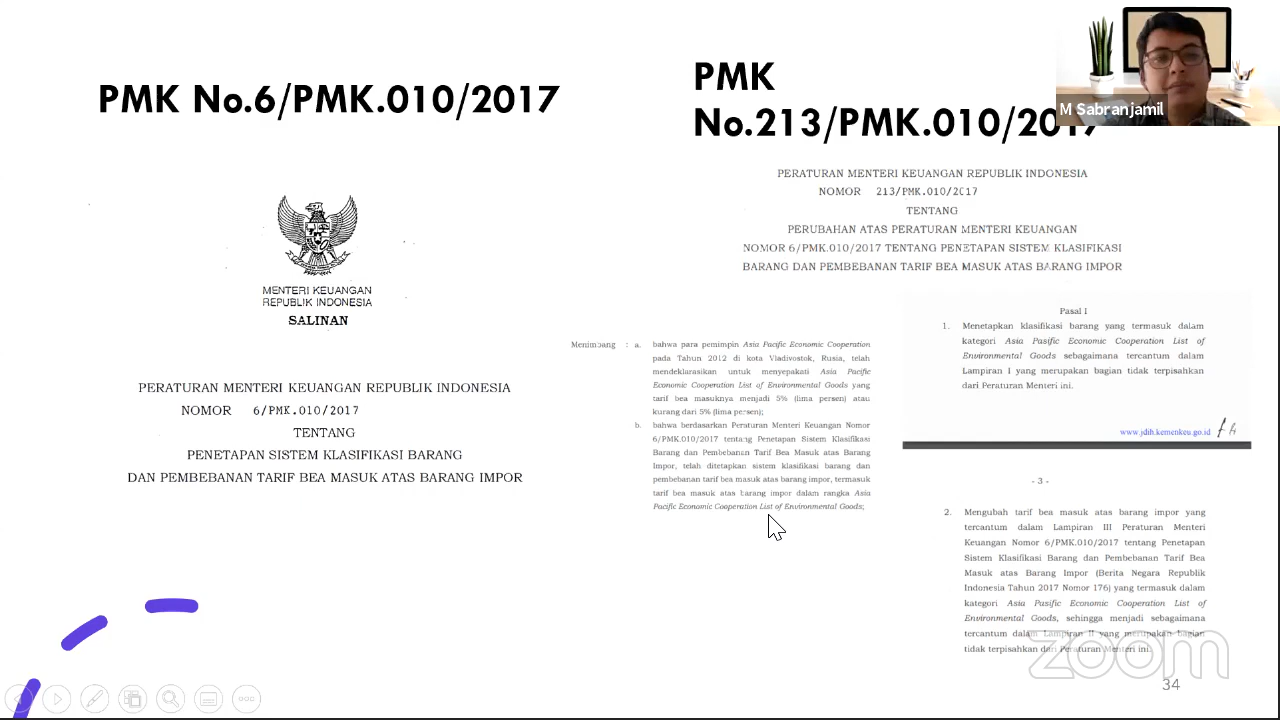 PMK No.6/PMK.010/2017
MENTERI KEUANGAN
REPUBLIK INDONESIA
SALINAN
PERATURAN MENTERI KEUANGAN REPUBLIK INDONESIA
NOMOR 6/PMK.010/2017
TENTANG
PENETAPAN SISTEM KLASIFIKASI BARANG
DAN PEMBEBANAN TARIF BEA MASUK ATAS BARANG IMPOR
PMK
No.213/PMK.010/2017
M Sabranjamil
PERATURAN MENTERI KEUANGAN REPUBLIK INDONESIA
NOMOR 213/PMK.010/2017
TENTANG
PERUBAHAN ATAS PERATURAN MENTERI KEUANGAN
NOMOR 6/PMK.010/2017 TENTANG PENETAPAN SISTEM KLASIFIKASI
BARANG DAN PEMBEBANAN TARIF BEA MASUK ATAS BARANG IMPOR
Menimbang : a. bahwa para pemimpin Asia Pacific Economic Cooperation
pada Tahun 2012 di kota Vladivostok, Rusia, telah
mendeklarasikan untuk menyepakati Asia Pacific
Economic Cooperation List of Environmental Goods yang
tarif bea masuknya menjadi 5% (lima persen) atau
kurang dari 5% (lima persen);
b. bahwa berdasarkan Peraturan Menteri Keuangan Nomor
6/PMK.010/2017 tentang Penetapan Sistem Klasifikasi
Barang dan Pembebanan Tarif Bea Masuk atas Barang
Impor, telah ditetapkan sistem klasifikasi barang dan
pembebanan tarif bea masuk atas barang impor, termasuk
tarif bea masuk atas barang impor dalam rangka Asia
Pacific Economic Cooperation List of Environmental Goods;
Pasal I
1. Menetapkan klasifikasi barang yang termasuk dalam
kategori Asia Pasific Economic Cooperation List of
Environmental Goods sebagaimana tercantum dalam
Lampiran I yang merupakan bagian tidak terpisahkan
dari Peraturan Menteri ini.
www.jdih.kemenkeu.go.id
- 3 -
2. Mengubah tarif bea masuk atas barang impor yang
tercantum dalam Lampiran III Peraturan Menteri
Keuangan Nomor 6/PMK.010/2017 tentang Penetapan
Sistem Klasifikasi Barang dan Pembebanan Tarif Bea
Masuk atas Barang Impor (Berita Negara Republik
Indonesia Tahun 2017 Nomor 176) yang termasuk dalam
kategori Asia Pasific Economic Cooperation List of
Environmental Goods, sehingga menjadi sebagaimana
tercantum dalam Lampiran II yang merupakan bagian
tidak terpisahkan dari Peraturan Menteri ini.
zoom
34